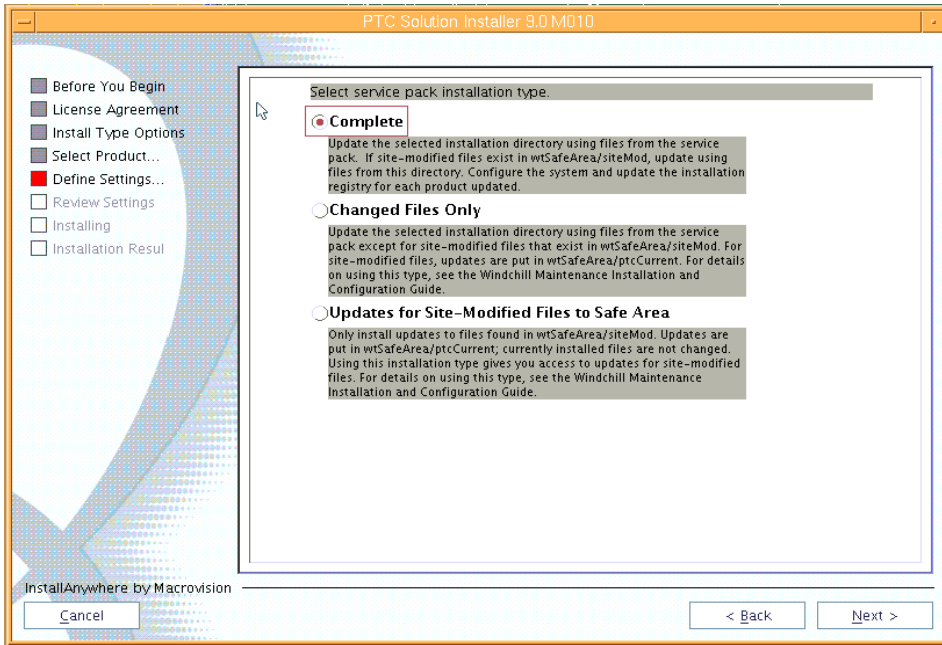 PTC Solution Installer 9.0 M010
Before You Begin
License Agreement
Install Type Options
Select Product...
Define Settings...
Review Settings
Installing
Installation Resul
Select service pack installation type.
Complete
Update the selected installation directory using files from the service
pack. If site-modified files exist in wtSafeArea/siteMod, update using
files from this directory. Configure the system and update the installation
registry for each product updated.
Changed Files Only
Update the selected installation directory using files from the service
pack except for site-modified files that exist in wtSafeArea/siteMod. For
site-modified files, updates are put in wtSafeArea/ptcCurrent. For details
on using this type, see the Windchill Maintenance Installation and
Configuration Guide.
Updates for Site-Modified Files to Safe Area
Only install updates to files found in wtSafeArea/siteMod. Updates are
put in wtSafeArea/ptcCurrent; currently installed files are not changed.
Using this installation type gives you access to updates for site-modified
files. For details on using this type, see the Windchill Maintenance
Installation and Configuration Guide.
InstallAnywhere by Macrovision
Cancel
< Back
Next >